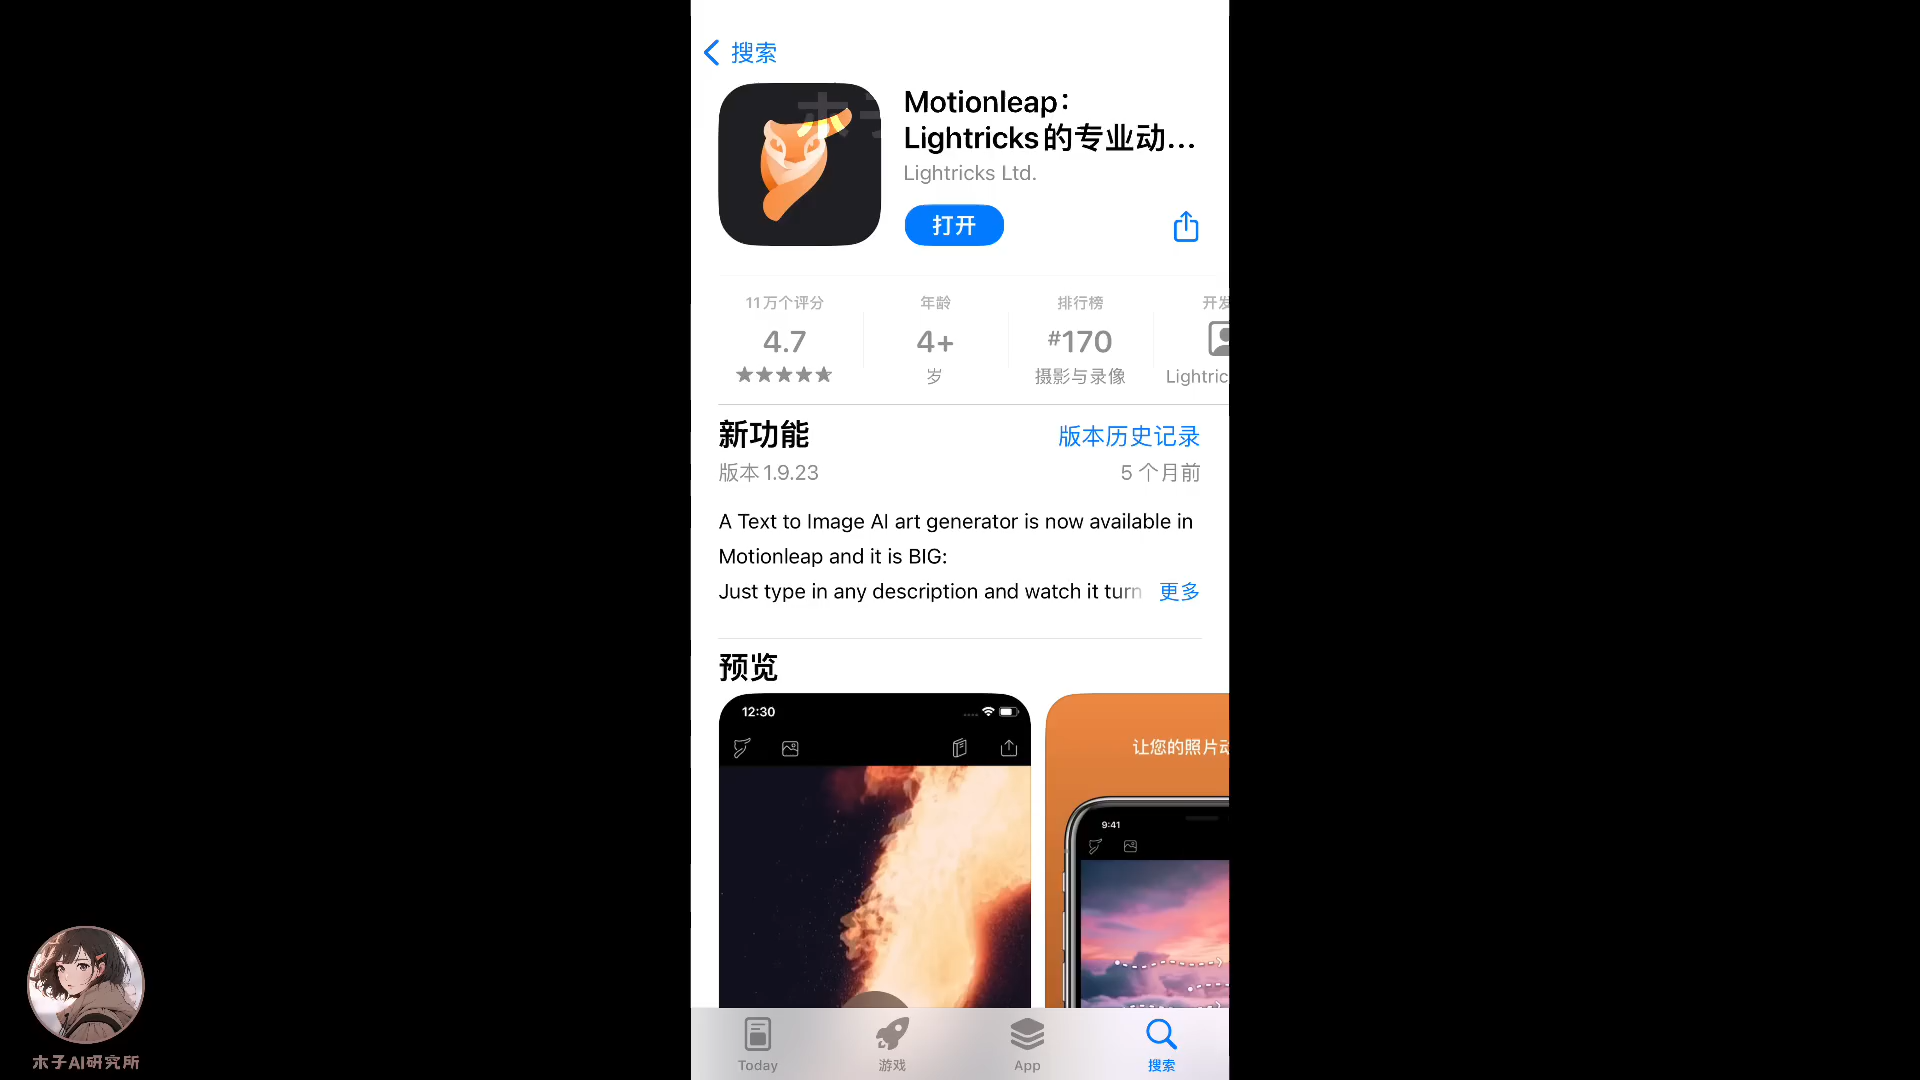 搜索
Motionleap：
Lightricks的专业动...
Lightricks Ltd.
打开
11万个评分
4.7
年龄
4+
岁
排行榜
#170
摄影与录像
开发
Lightric
新功能
版本历史记录
版本 1.9.23
5 个月前
A Text to Image AI art generator is now available in
Motionleap and it is BIG:
Just type in any description and watch it turn 更多
预览
12:30
让您的照片动
9:41
Today
游戏
App
搜索
木子AI研究所